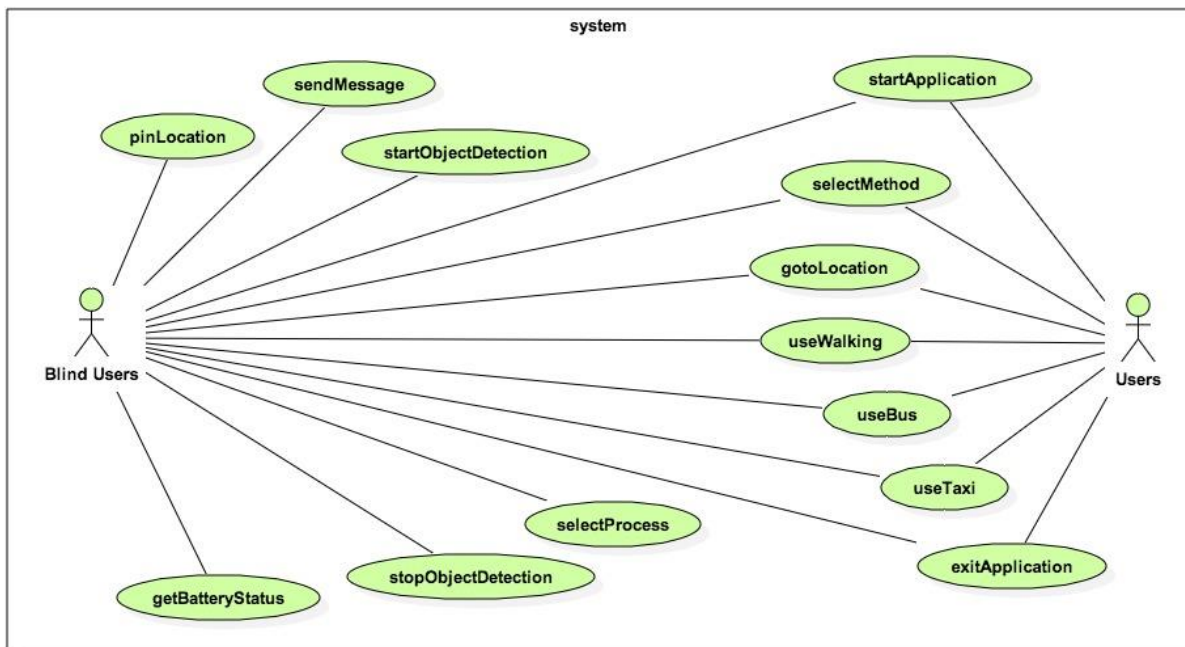 system
sendMessage
startApplication
pinLocation
startObjectDetection
selectMethod
gotoLocation
useWalking
Blind Users
Users
useBus
useTaxi
selectProcess
exitApplication
stopObjectDetection
getBatteryStatus